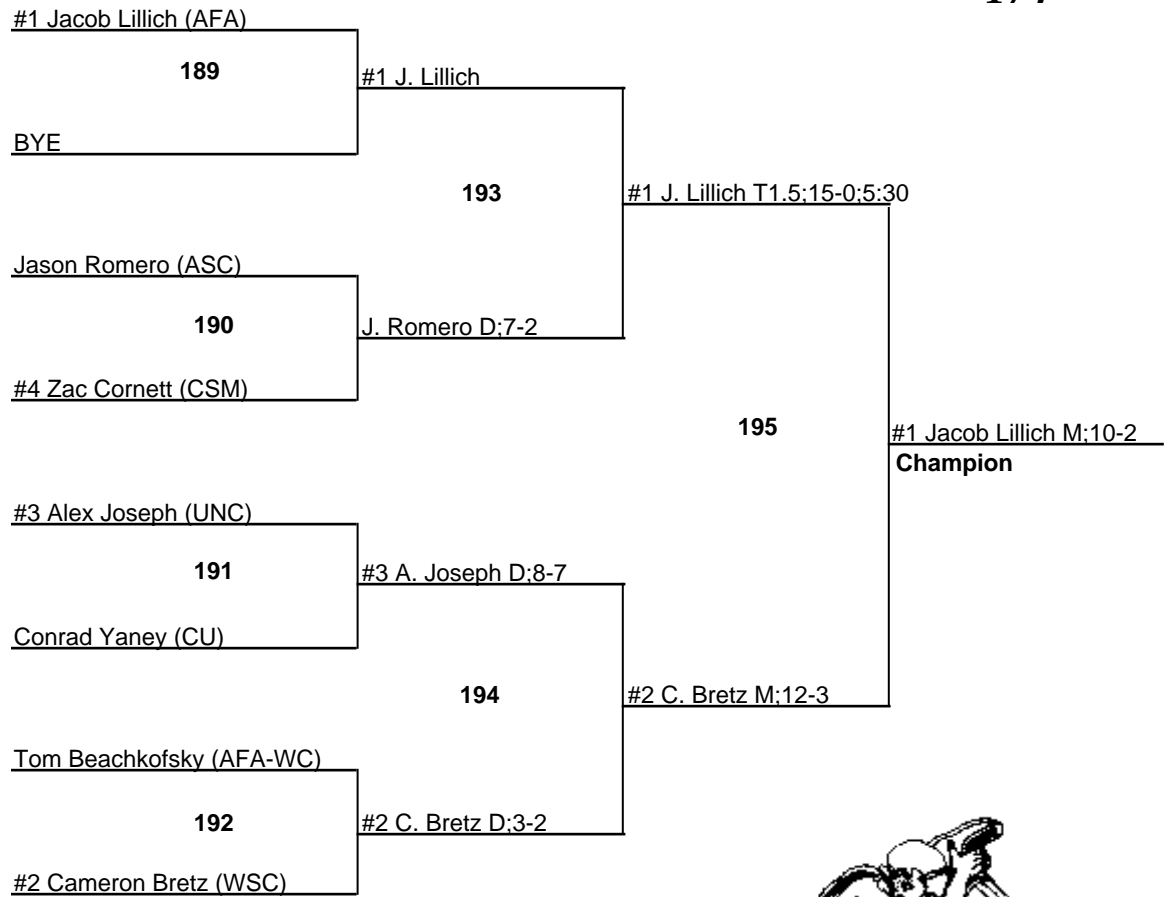 #1 Jacob Lillich (AFA)
189
#1 J. Lillich
BYE
193
#1 J. Lillich T1.5;15-0;5:30
Jason Romero (ASC)
190
J. Romero D;7-2
#4 Zac Cornett (CSM)
195
#1 Jacob Lillich M;10-2
Champion
#3 Alex Joseph (UNC)
191
#3 A. Joseph D;8-7
Conrad Yaney (CU)
194
#2 C. Bretz M;12-3
Tom Beachkofsky (AFA-WC)
192
#2 C. Bretz D;3-2
#2 Cameron Bretz (WSC)